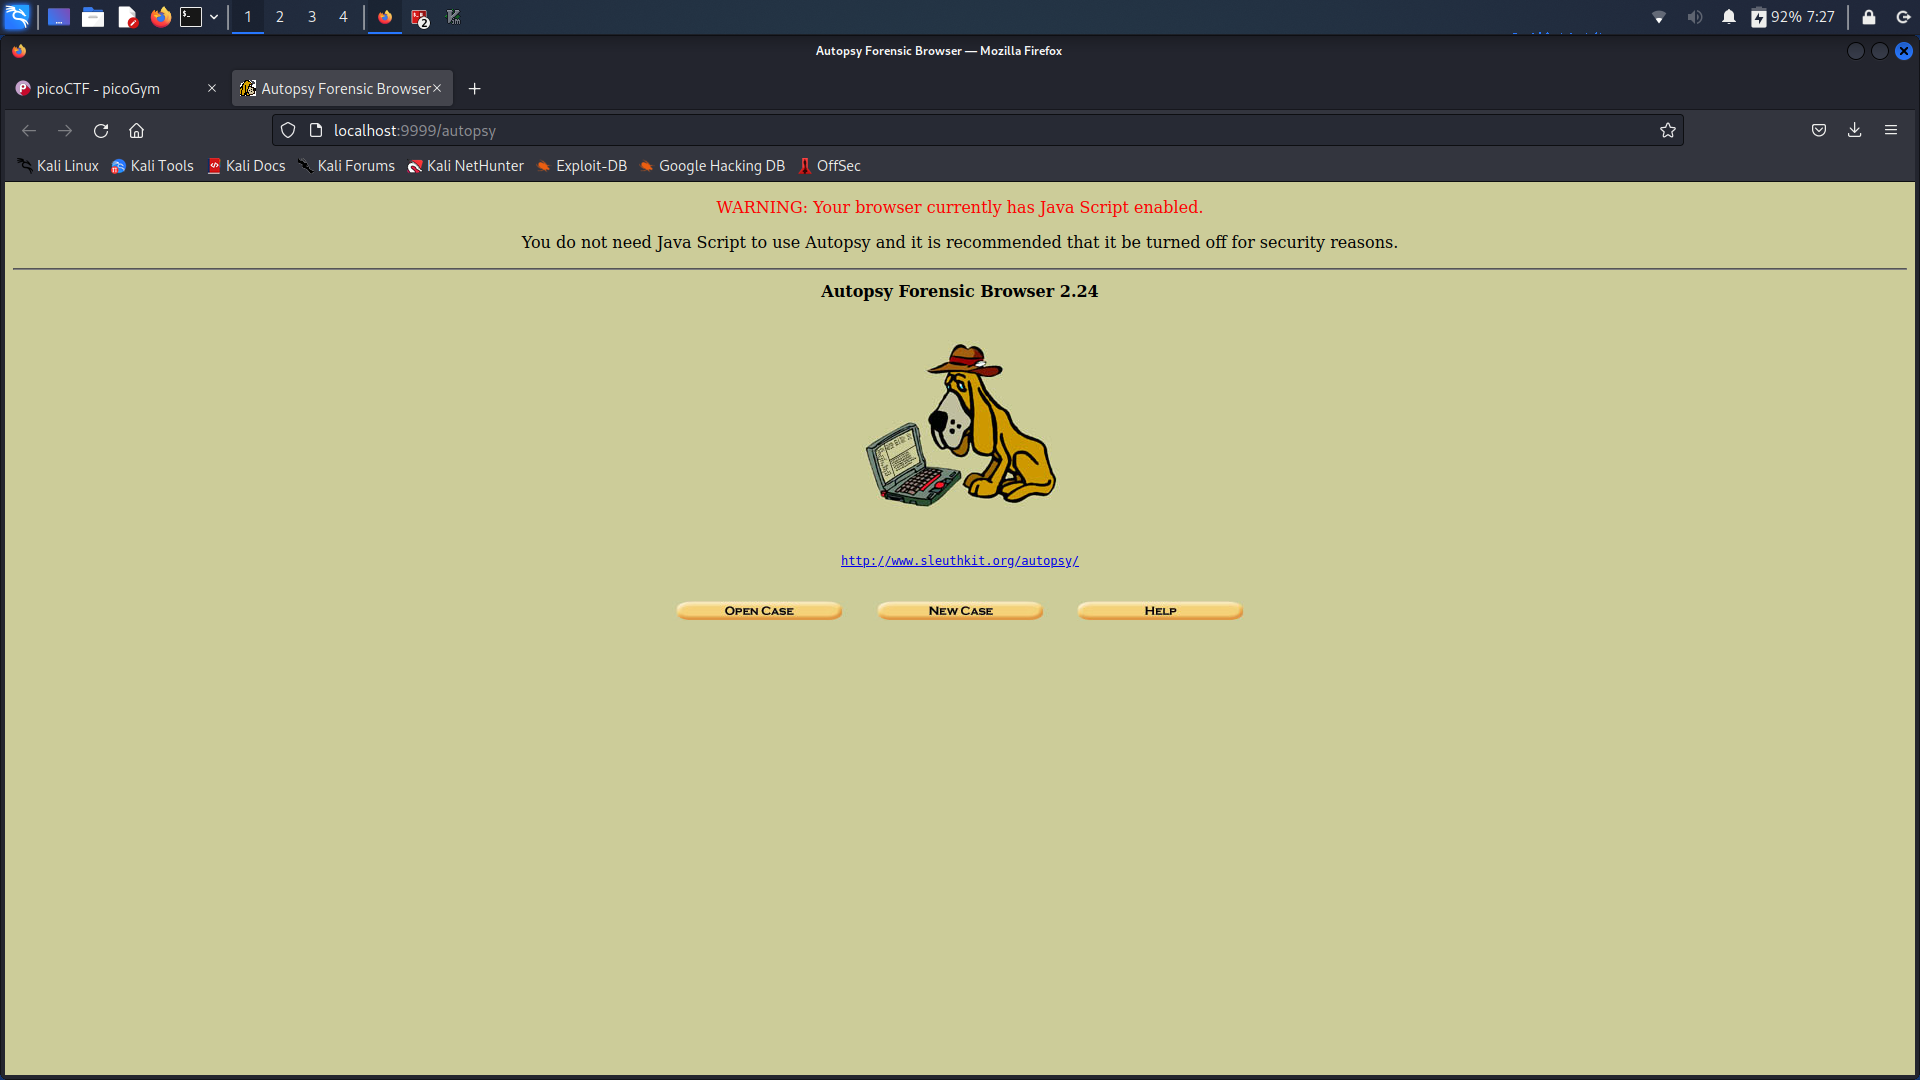 1 2 3 4 2 92% 7:27
Autopsy Forensic Browser — Mozilla Firefox
picoCTF - picoGym Autopsy Forensic Browser
localhost:9999/autopsy
Kali Linux Kali Tools Kali Docs Kali Forums Kali NetHunter Exploit-DB Google Hacking DB OffSec
WARNING: Your browser currently has Java Script enabled.
You do not need Java Script to use Autopsy and it is recommended that it be turned off for security reasons.
Autopsy Forensic Browser 2.24
http://www.sleuthkit.org/autopsy/
OPEN CASE NEW CASE HELP